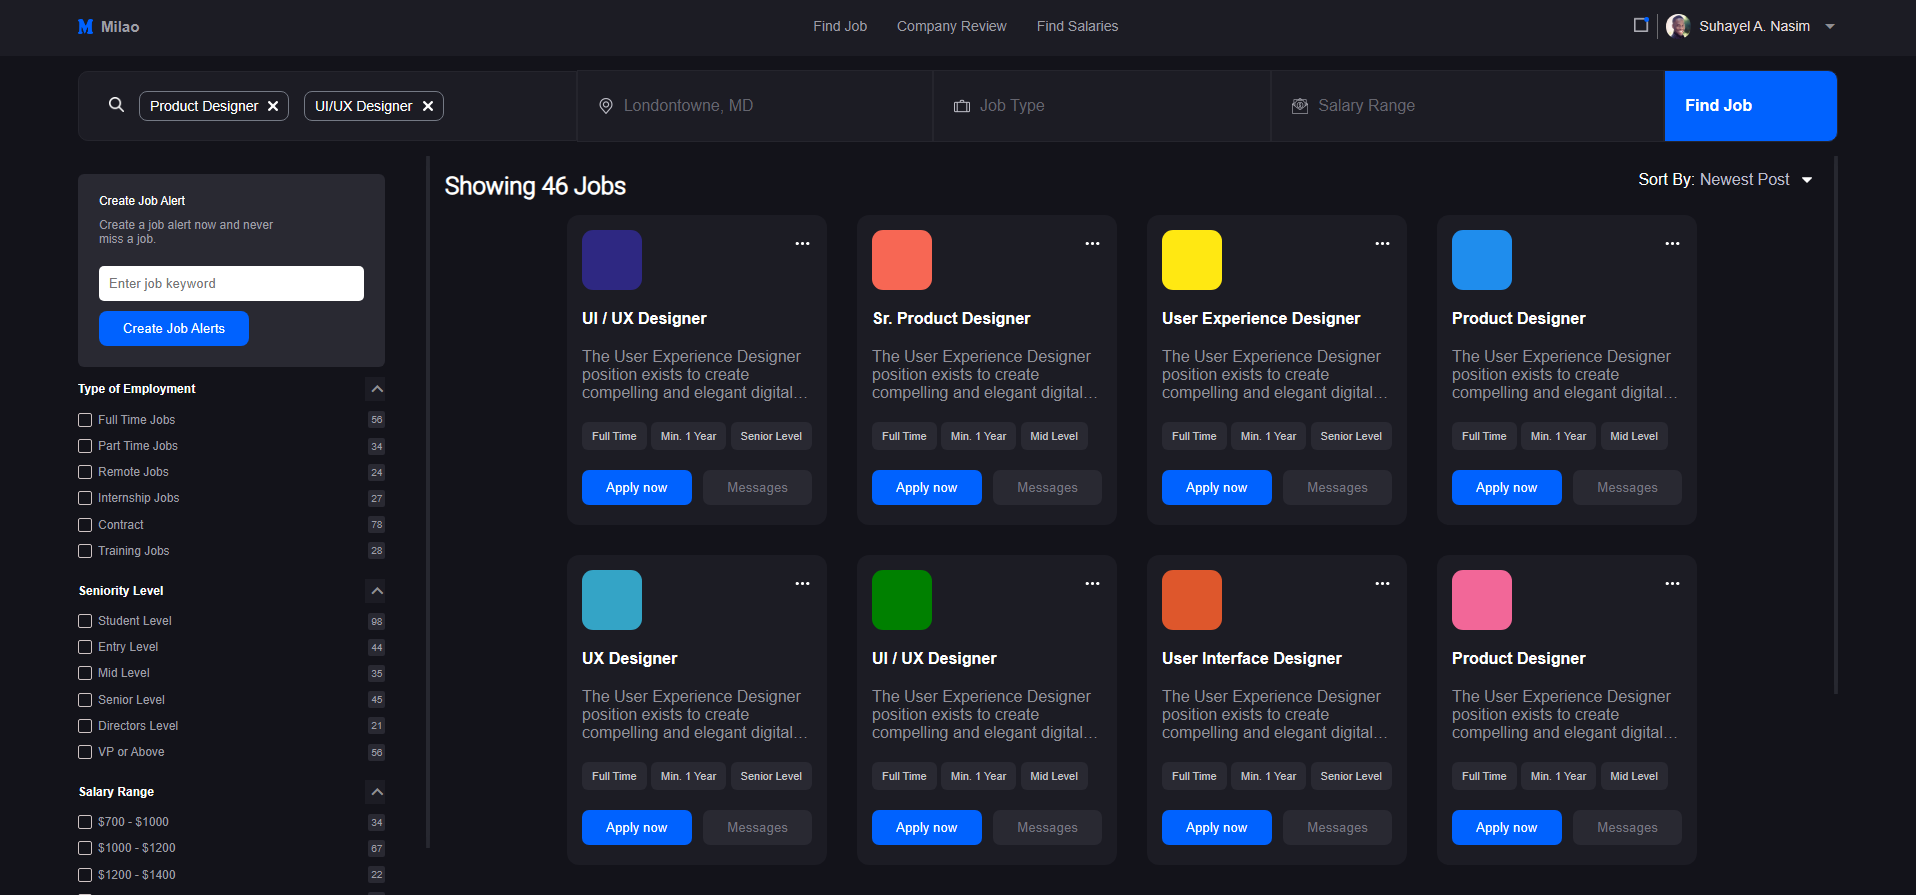 M Milao
Find Job
Company Review
Find Salaries
Suhayel A. Nasim
Product Designer
UI/UX Designer
Londontowne, MD
Job Type
Salary Range
Find Job
Create Job Alert
Create a job alert now and never
miss a job.
Enter job keyword
Create Job Alerts
Type of Employment
Full Time Jobs 56
Part Time Jobs 34
Remote Jobs 24
Internship Jobs 27
Contract 78
Training Jobs 28
Seniority Level
Student Level 98
Entry Level 44
Mid Level 35
Senior Level 45
Directors Level 21
VP or Above 56
Salary Range
$700 - $1000 34
$1000 - $1200 67
$1200 - $1400 22
Showing 46 Jobs
Sort By: Newest Post
UI / UX Designer
The User Experience Designer
position exists to create
compelling and elegant digital…
Full Time Min. 1 Year Senior Level
Apply now Messages
Sr. Product Designer
The User Experience Designer
position exists to create
compelling and elegant digital…
Full Time Min. 1 Year Mid Level
Apply now Messages
User Experience Designer
The User Experience Designer
position exists to create
compelling and elegant digital…
Full Time Min. 1 Year Senior Level
Apply now Messages
Product Designer
The User Experience Designer
position exists to create
compelling and elegant digital…
Full Time Min. 1 Year Mid Level
Apply now Messages
UX Designer
The User Experience Designer
position exists to create
compelling and elegant digital…
Full Time Min. 1 Year Senior Level
Apply now Messages
UI / UX Designer
The User Experience Designer
position exists to create
compelling and elegant digital…
Full Time Min. 1 Year Mid Level
Apply now Messages
User Interface Designer
The User Experience Designer
position exists to create
compelling and elegant digital…
Full Time Min. 1 Year Senior Level
Apply now Messages
Product Designer
The User Experience Designer
position exists to create
compelling and elegant digital…
Full Time Min. 1 Year Mid Level
Apply now Messages